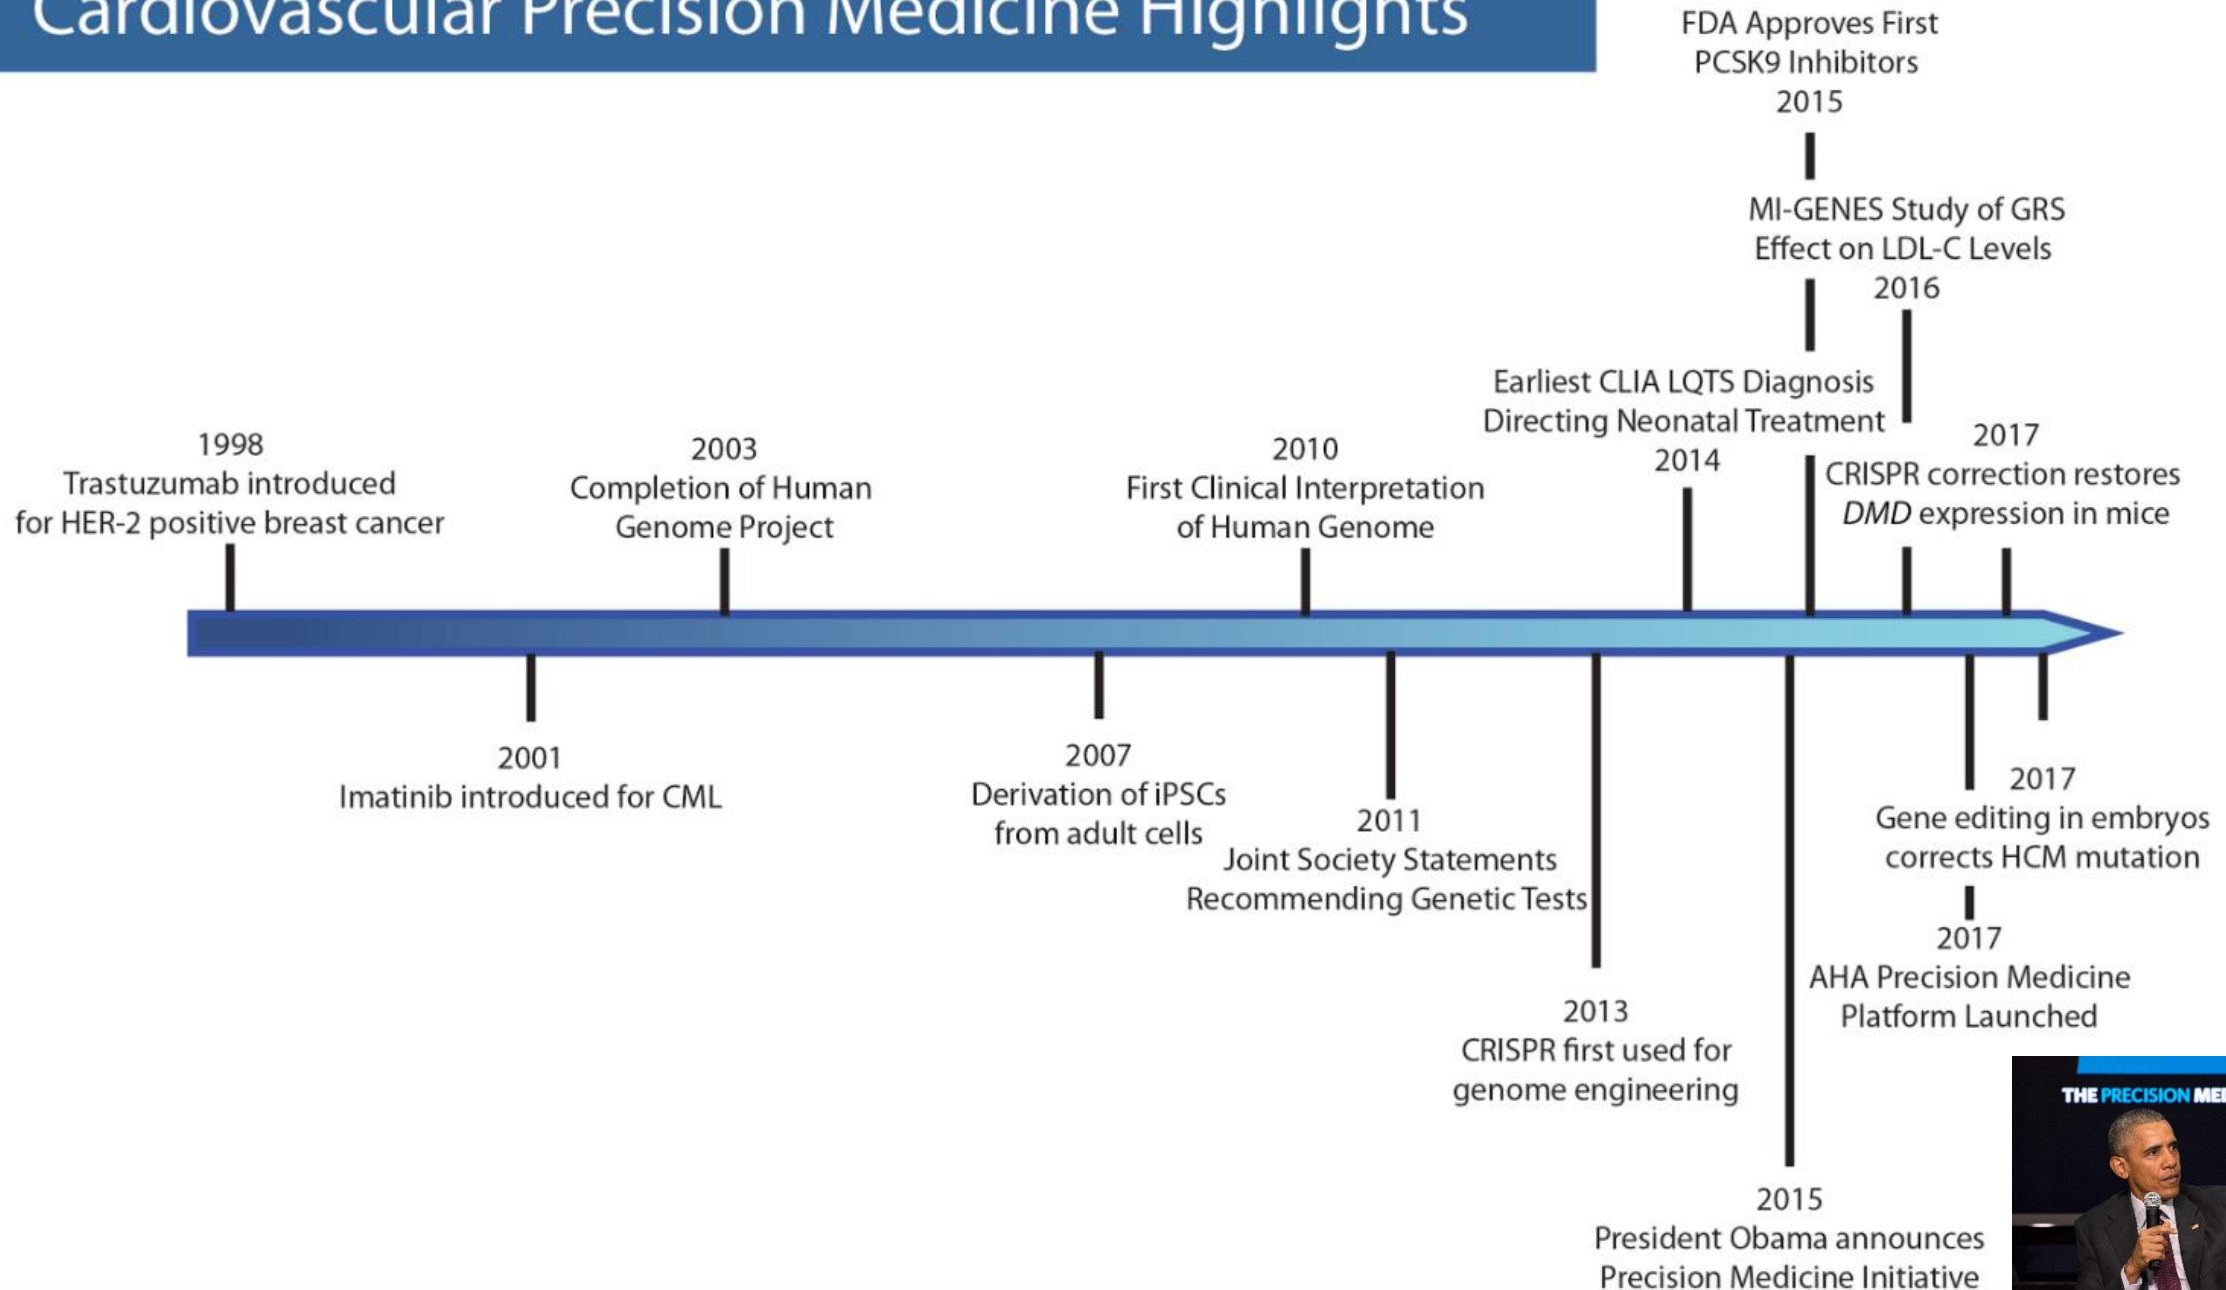 Cardiovascular Precision Medicine Highlights
FDA Approves First
PCSK9 Inhibitors
2015
MI-GENES Study of GRS
Effect on LDL-C Levels
2016
Earliest CLIA LQTS Diagnosis
Directing Neonatal Treatment
2014
1998
Trastuzumab introduced
for HER-2 positive breast cancer
2003
Completion of Human
Genome Project
2010
First Clinical Interpretation
of Human Genome
2017
CRISPR correction restores
DMD expression in mice
2001
Imatinib introduced for CML
2007
Derivation of iPSCs
from adult cells
2011
Joint Society Statements
Recommending Genetic Tests
2013
CRISPR first used for
genome engineering
2015
President Obama announces
Precision Medicine Initiative
2017
Gene editing in embryos
corrects HCM mutation
2017
AHA Precision Medicine
Platform Launched
THE PRECISION